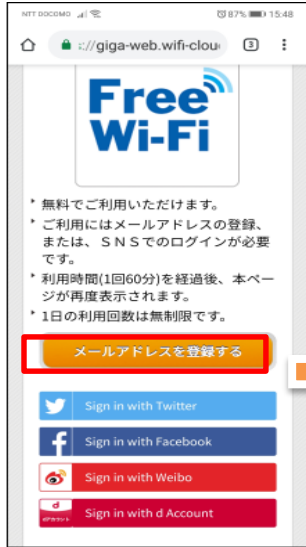 NTT DOCOMO 87% 15:48
://giga-web.wifi-clou 3
Free
Wi-Fi
無料でご利用いただけます。
ご利用にはメールアドレスの登録、
または、ＳＮＳでのログインが必要
です。
利用時間(1回60分)を経過後、本ペー
ジが再度表示されます。
1日の利用回数は無制限です。
メールアドレスを登録する
Sign in with Twitter
Sign in with Facebook
Sign in with Weibo
d
dアカウント
Sign in with d Account